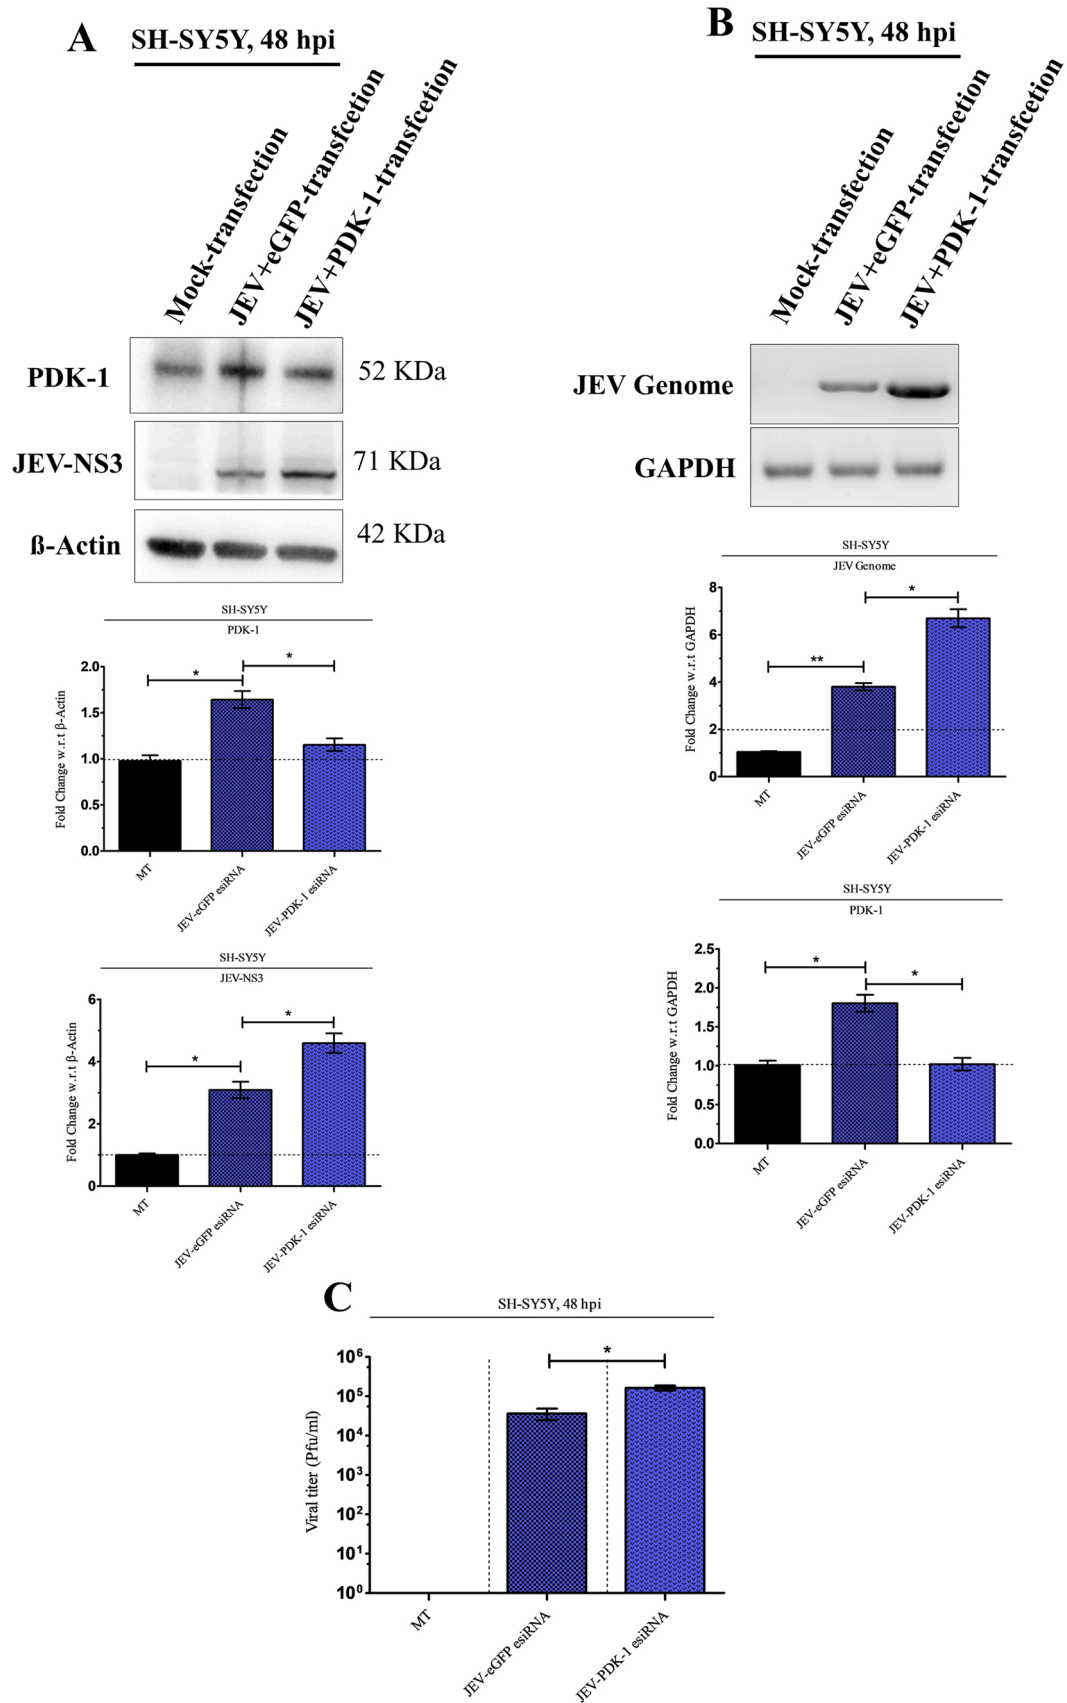 A
SH-SY5Y, 48 hpi
Mock-transfection
JEV+eGFP-transfcetion
JEV+PDK-1-transfcetion
PDK-1
52 KDa
JEV-NS3
71 KDa
ß-Actin
42 KDa
SH-SY5Y
PDK-1
Fold Change w.r.t β-Actin
2.0
1.5
1.0
0.5
0.0
*
*
MT
JEV-eGFP esiRNA
JEV-PDK-1 esiRNA
SH-SY5Y
JEV-NS3
Fold Change w.r.t β-Actin
6
4
2
0
*
*
MT
JEV-eGFP esiRNA
JEV-PDK-1 esiRNA
B
SH-SY5Y, 48 hpi
Mock-transfection
JEV+eGFP-transfcetion
JEV+PDK-1-transfcetion
JEV Genome
GAPDH
SH-SY5Y
JEV Genome
Fold Change w.r.t GAPDH
8
6
4
2
0
**
*
MT
JEV-eGFP esiRNA
JEV-PDK-1 esiRNA
SH-SY5Y
PDK-1
Fold Change w.r.t GAPDH
2.5
2.0
1.5
1.0
0.5
0.0
*
*
MT
JEV-eGFP esiRNA
JEV-PDK-1 esiRNA
C
SH-SY5Y, 48 hpi
Viral titer (Pfu/ml)
10⁶
10⁵
10⁴
10³
10²
10¹
10⁰
*
MT
JEV-eGFP esiRNA
JEV-PDK-1 esiRNA